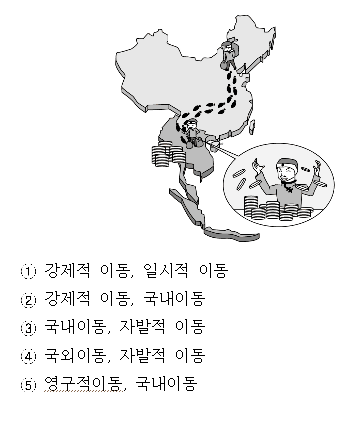 ① 강제적 이동, 일시적 이동
② 강제적 이동, 국내이동
③ 국내이동, 자발적 이동
④ 국외이동, 자발적 이동
⑤ 영구적이동, 국내이동